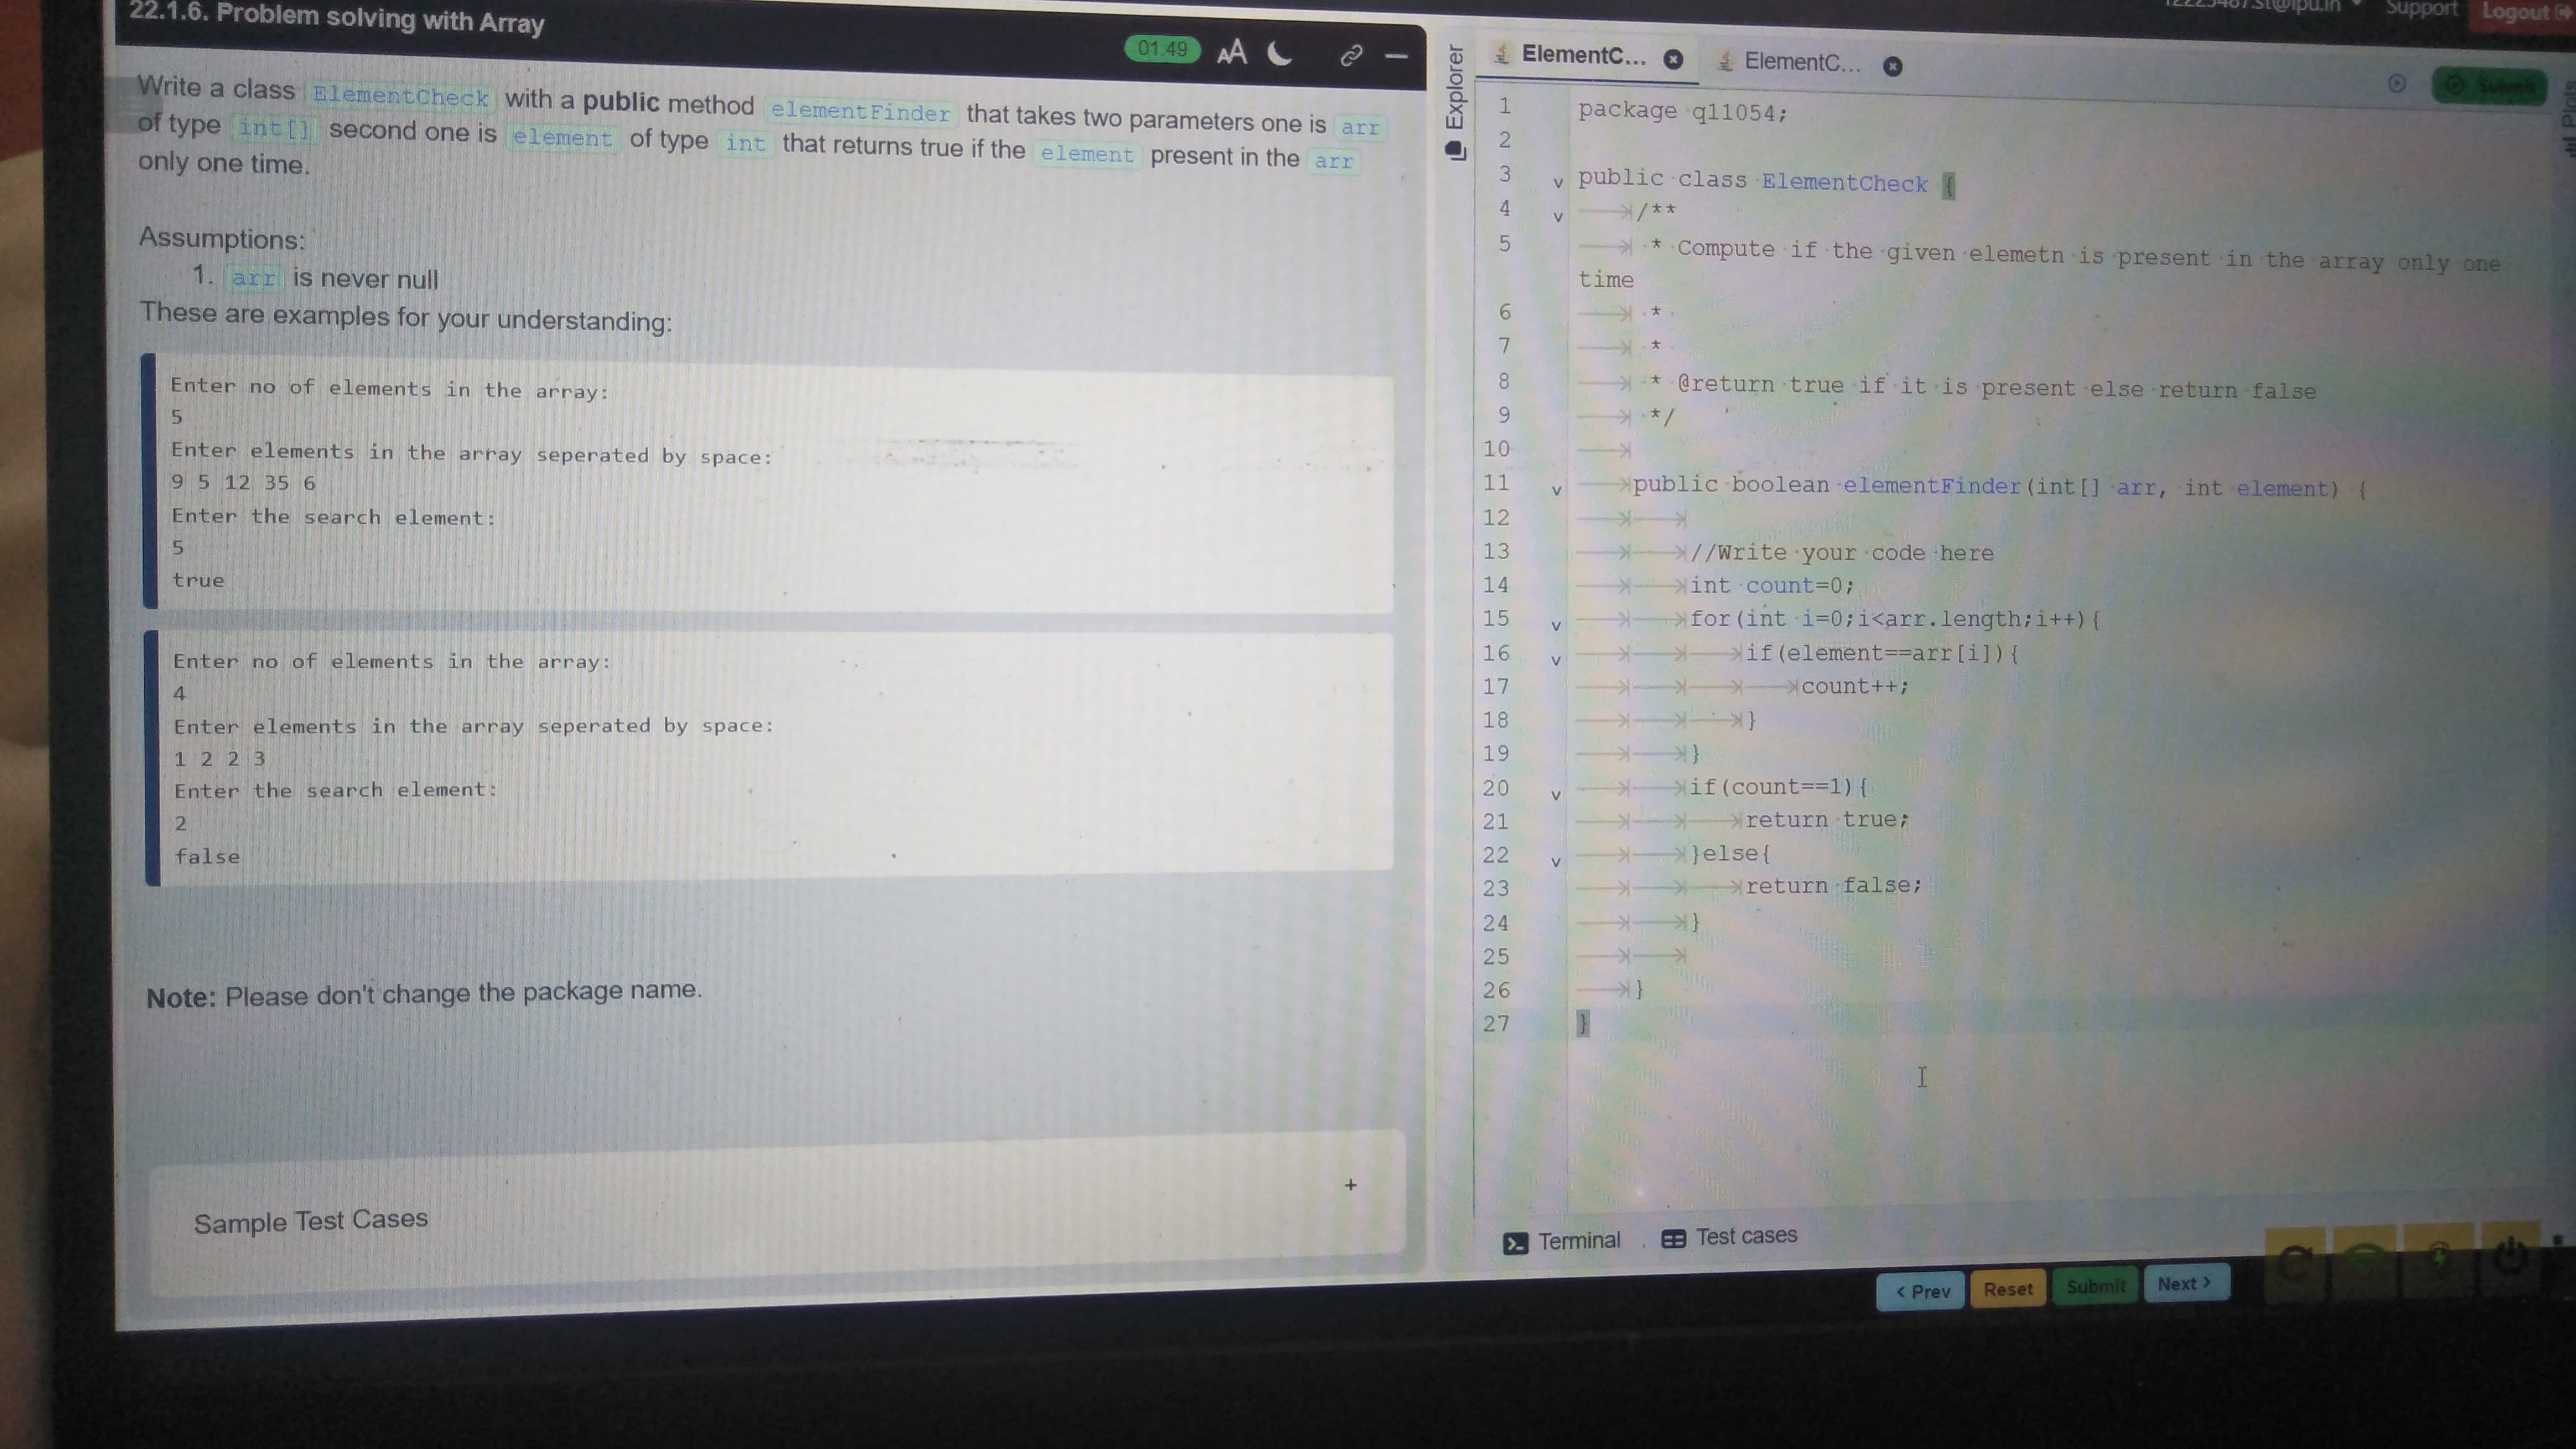 22.1.6. Problem solving with Array
01:49
AA
Write a class ElementCheck with a public method elementFinder that takes two parameters one is arr
of type int[] second one is element of type int that returns true if the element present in the arr
only one time.
Assumptions:
1. arr is never null
These are examples for your understanding:
Enter no of elements in the array:
5
Enter elements in the array seperated by space:
9 5 12 35 6
Enter the search element:
5
true
Enter no of elements in the array:
4
Enter elements in the array seperated by space:
1 2 2 3
Enter the search element:
2
false
Note: Please don't change the package name.
Sample Test Cases
+
Support
Logout
Explorer
ElementC...
ElementC...
Submit
1 package q11054;
2
3 public class ElementCheck {
4 /**
5 * Compute if the given elemetn is present in the array only one
time
6 *
7 *
8 * @return true if it is present else return false
9 */
10
11 public boolean elementFinder(int[] arr, int element) {
12
13 //Write your code here
14 int count=0;
15 for(int i=0;i<arr.length;i++){
16 if(element==arr[i]){
17 count++;
18 }
19 }
20 if(count==1){
21 return true;
22 }else{
23 return false;
24 }
25
26 }
27 }
Terminal
Test cases
< Prev
Reset
Submit
Next >